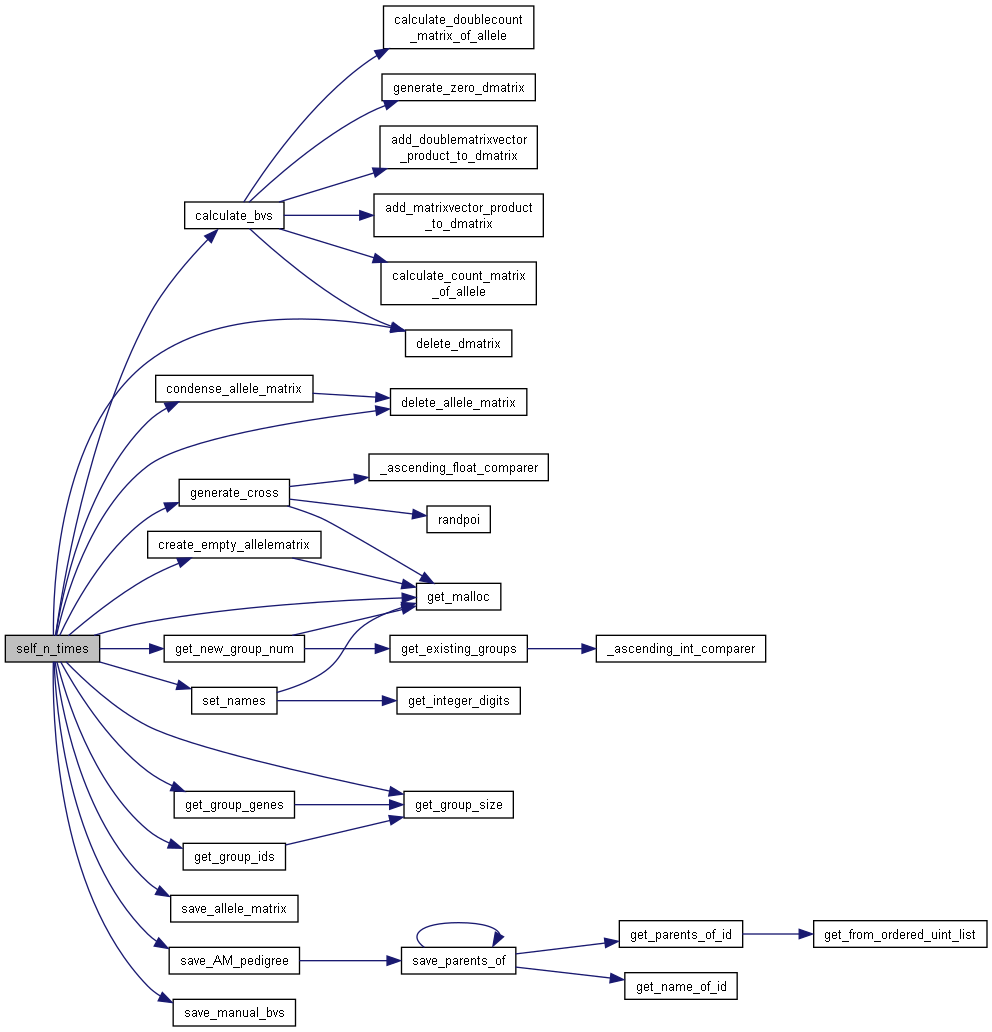 calculate_doublecount
_matrix_of_allele
generate_zero_dmatrix
add_doublematrixvector
_product_to_dmatrix
calculate_bvs
add_matrixvector_product
_to_dmatrix
calculate_count_matrix
_of_allele
delete_dmatrix
condense_allele_matrix
delete_allele_matrix
_ascending_float_comparer
generate_cross
randpoi
create_empty_allelematrix
get_malloc
self_n_times
get_new_group_num
get_existing_groups
_ascending_int_comparer
set_names
get_integer_digits
get_group_genes
get_group_size
get_group_ids
save_allele_matrix
save_AM_pedigree
save_parents_of
get_parents_of_id
get_from_ordered_uint_list
get_name_of_id
save_manual_bvs